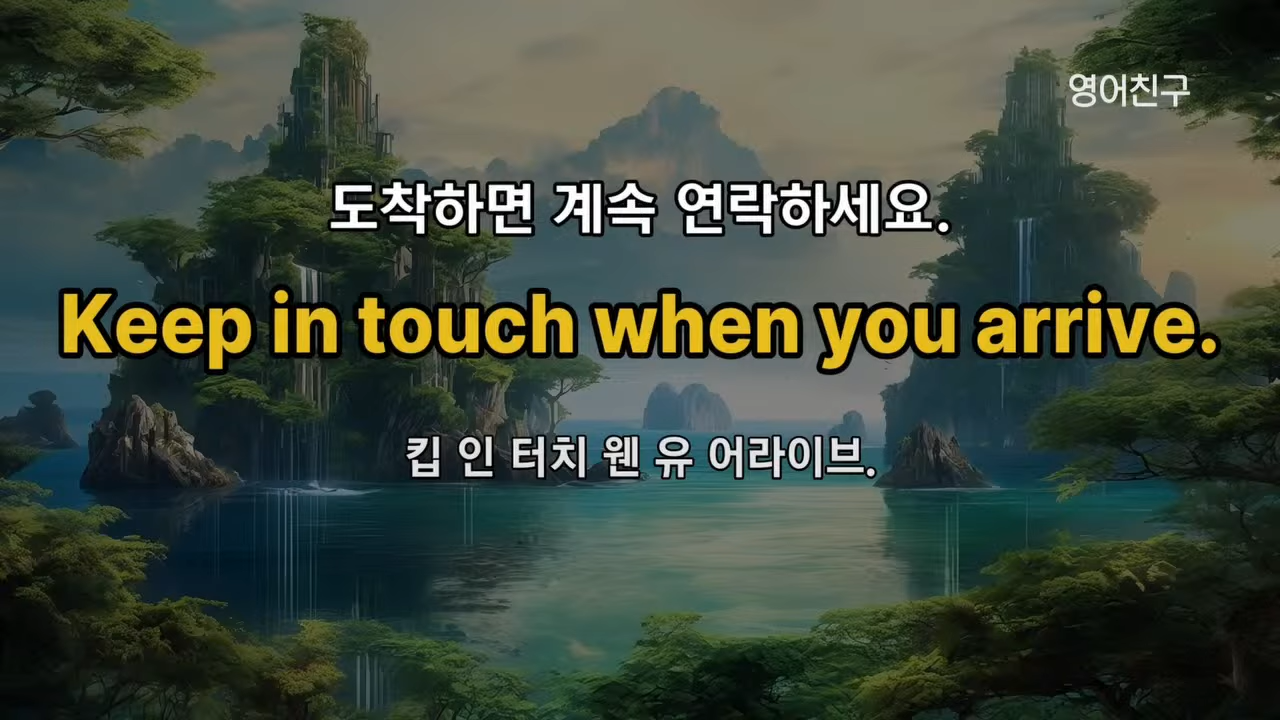 영어친구
도착하면 계속 연락하세요.
Keep in touch when you arrive.
킵 인 터치 웬 유 어라이브.